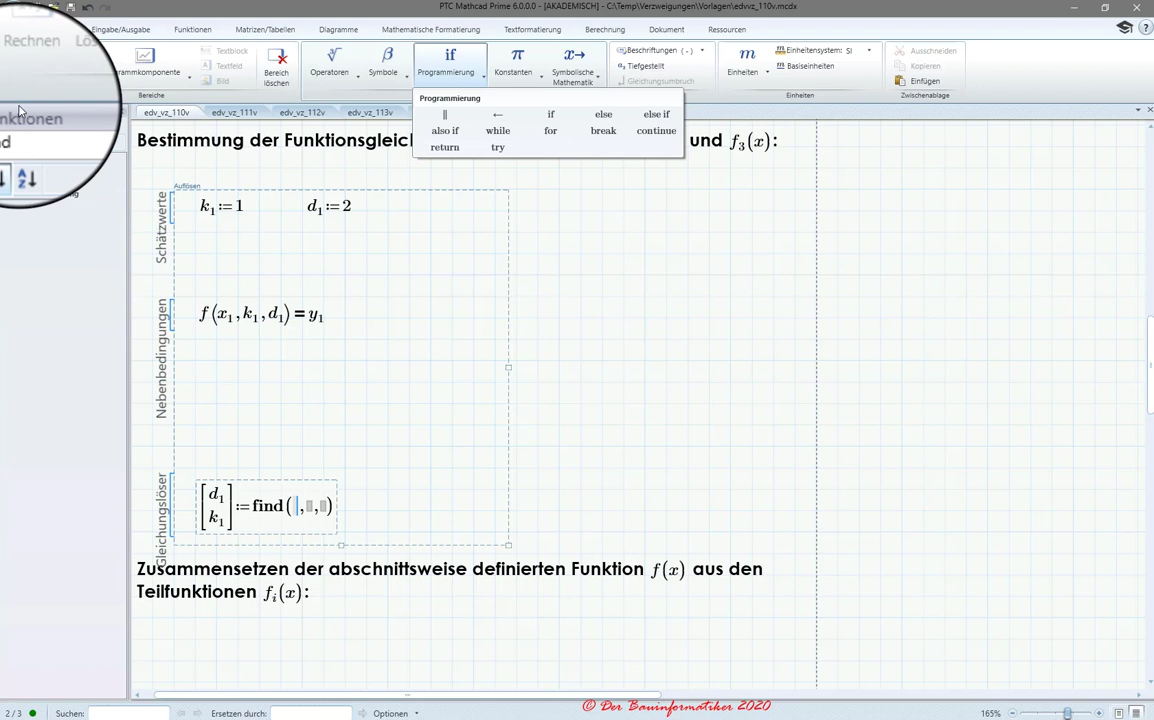 PTC Mathcad Prime 6.0.0.0 - [AKADEMISCH] C:\Temp\Verzweigungen\Vorlagen\edvvz_110v.mcdx
Rechnen
Eingabe/Ausgabe Funktionen Matrizen/Tabellen Diagramme Mathematische Formatierung Textformatierung Berechnung Dokument Ressourcen
Textblock
Textfeld
Bild
Bereich
löschen
Bereiche
Operatoren
Symbole
if
Programmierung
Konstanten
Symbolische
Mathematik
Beschriftungen ( - )
Tiefgestellt
Gleichungsumbruch
m
Einheiten
Einheitensystem: SI
Basiseinheiten
Einheiten
Ausschneiden
Kopieren
Einfügen
Zwischenablage
Programmierung
‖ ← if else else if
also if while for break continue
return try
edv_vz_110v edv_vz_111v edv_vz_112v edv_vz_113v
Bestimmung der Funktionsgleich
und f₃(x):
Auflösen
Schätzwerte
k₁:=1 d₁:=2
Nebenbedingungen
f(x₁,k₁,d₁)=y₁
Gleichungslöser
[d₁
k₁]:=find( , , )
Zusammensetzen der abschnittsweise definierten Funktion f(x) aus den
Teilfunktionen fᵢ(x):
2 / 3 Suchen: Ersetzen durch: Optionen 165%
© Der Bauinformatiker 2020